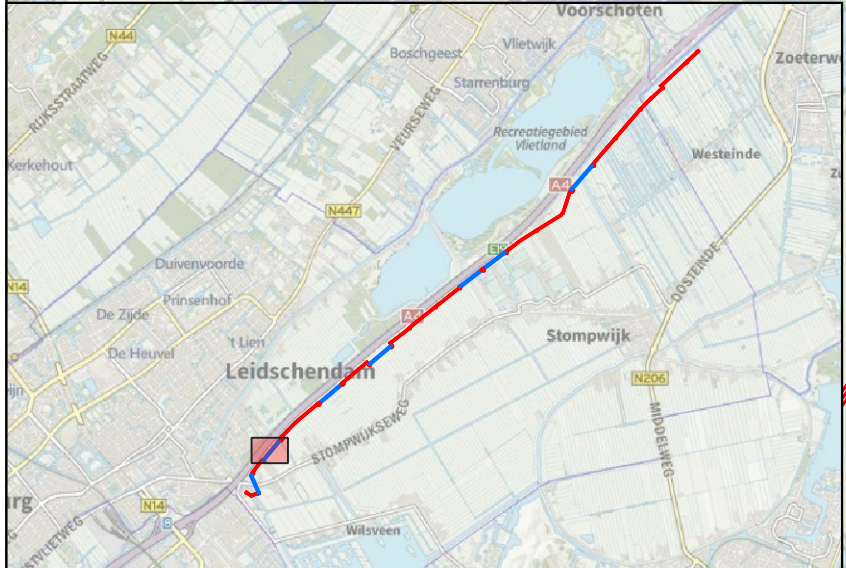 Voorschoten
N44
Vlietwijk
Boschgeest
Zoeterw
RIJKSSTRAATWEG
Starrenburg
VEURSEWEG
Recreatiegebied
Vlietland
Westeinde
Kerkehout
A4
N447
E19
Duivenvoorde
OOSTEINDE
N14
Prinsenhof
De Zijde
A4
't Lien
Stompwijk
De Heuvel
Leidschendam
N206
STOMPWIJKSEWEG
MIDDELWEG
N14
Wilsveen